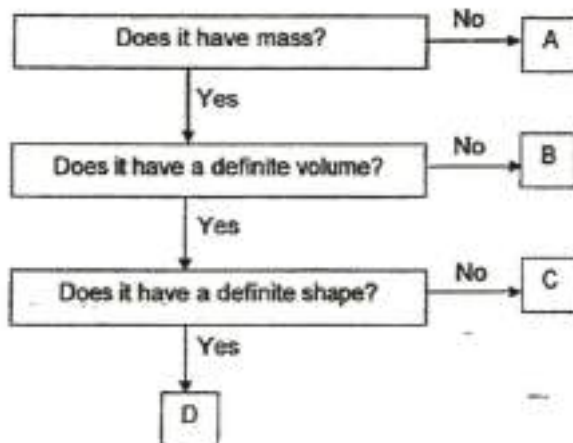 Does it have mass?
No
A
Yes
Does it have a definite volume?
No
B
Yes
Does it have a definite shape?
No
C
Yes
D